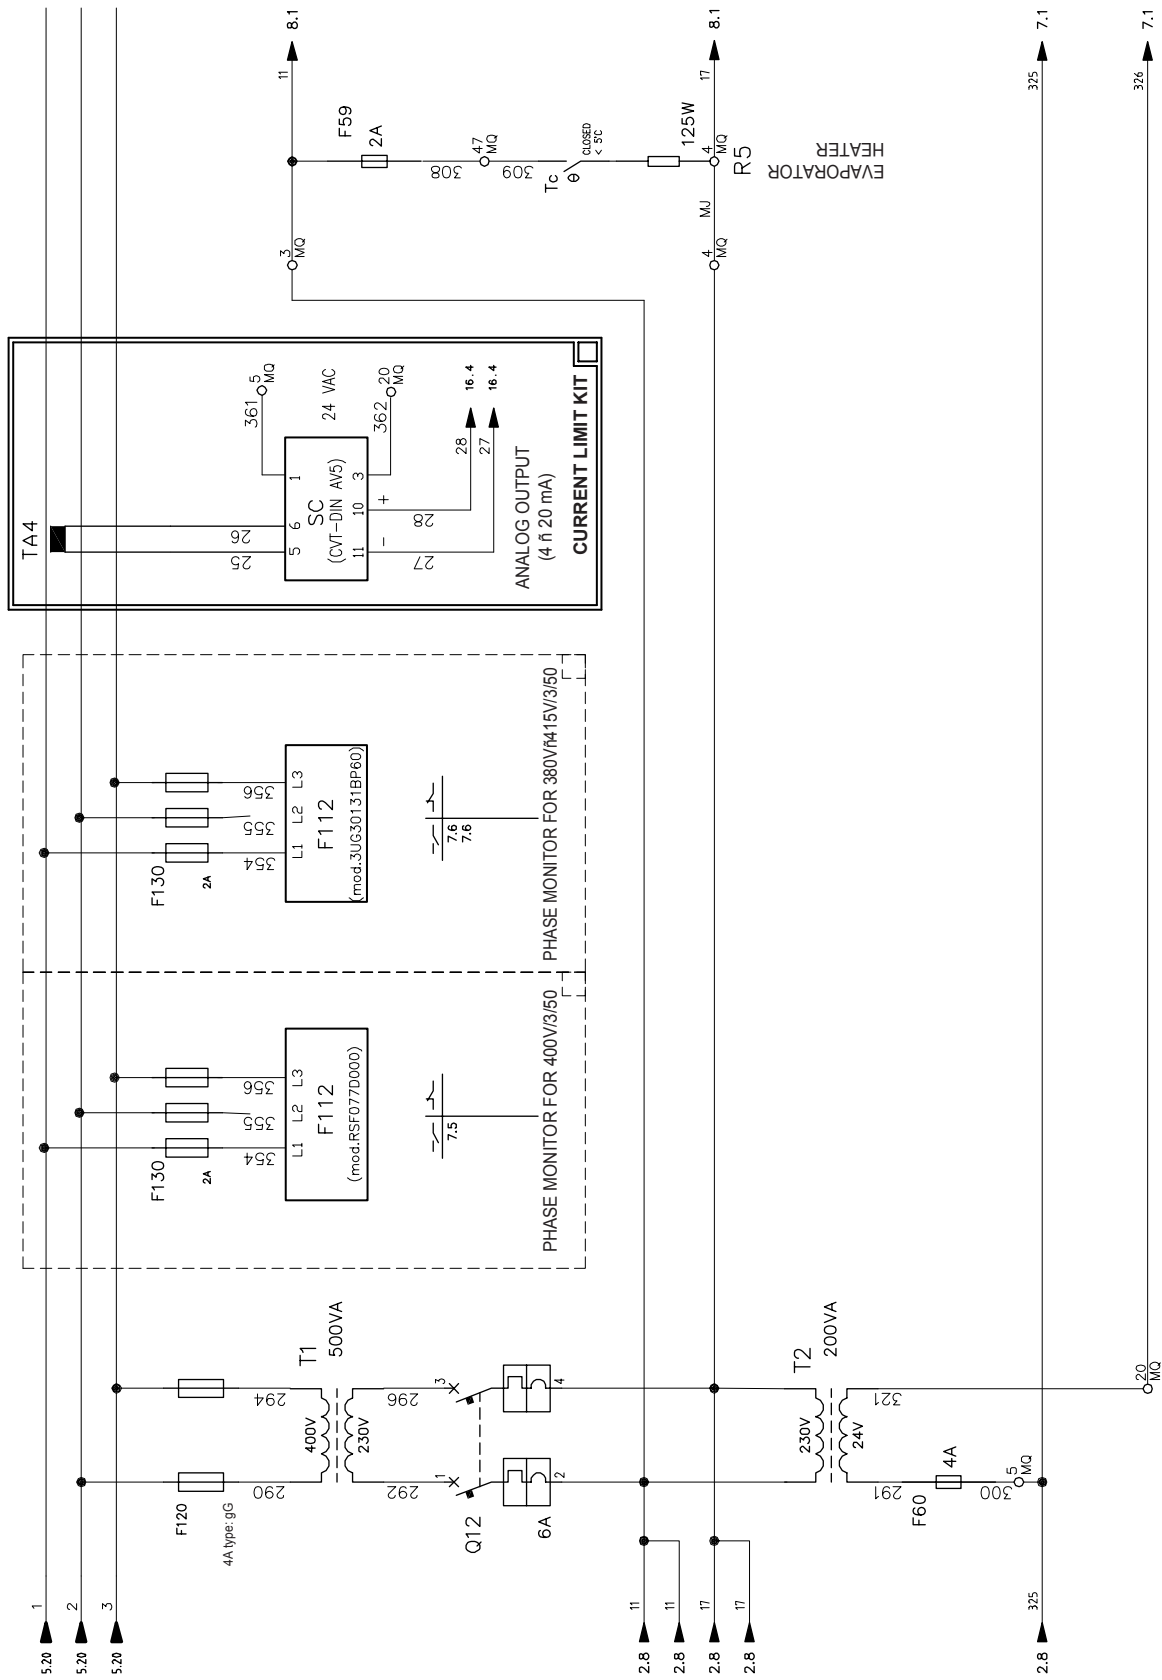 5.20
1
5.20
2
5.20
3
F120
4A type: gG
290
294
400V
230V
T1
500VA
292
296
1
3
Q12
6A
2
4
2.8
11
2.8
11
2.8
17
2.8
17
230V
24V
T2
200VA
291
321
F60
4A
300
5
MQ
20
MQ
2.8
325
F130
2A
354
355
356
L1
L2
L3
F112
(mod.RSF077D000)
7.5
PHASE MONITOR FOR 400V/3/50
F130
2A
354
355
356
L1
L2
L3
F112
(mod.3UG30131BP60)
7.6
7.6
PHASE MONITOR FOR 380Vñ415V/3/50
TA4
25
26
5
6
1
SC
(CVT-DIN AV5)
11
10
3
-
+
361
5
MQ
24 VAC
362
20
MQ
27
28
28
16.4
27
16.4
ANALOG OUTPUT
(4 ñ 20 mA)
CURRENT LIMIT KIT
3
MQ
11
8.1
F59
2A
308
47
MQ
309
Tc
θ
CLOSED
< 5°C
125W
R5
4
MQ
MJ
4
MQ
17
8.1
EVAPORATOR
HEATER
325
7.1
326
7.1